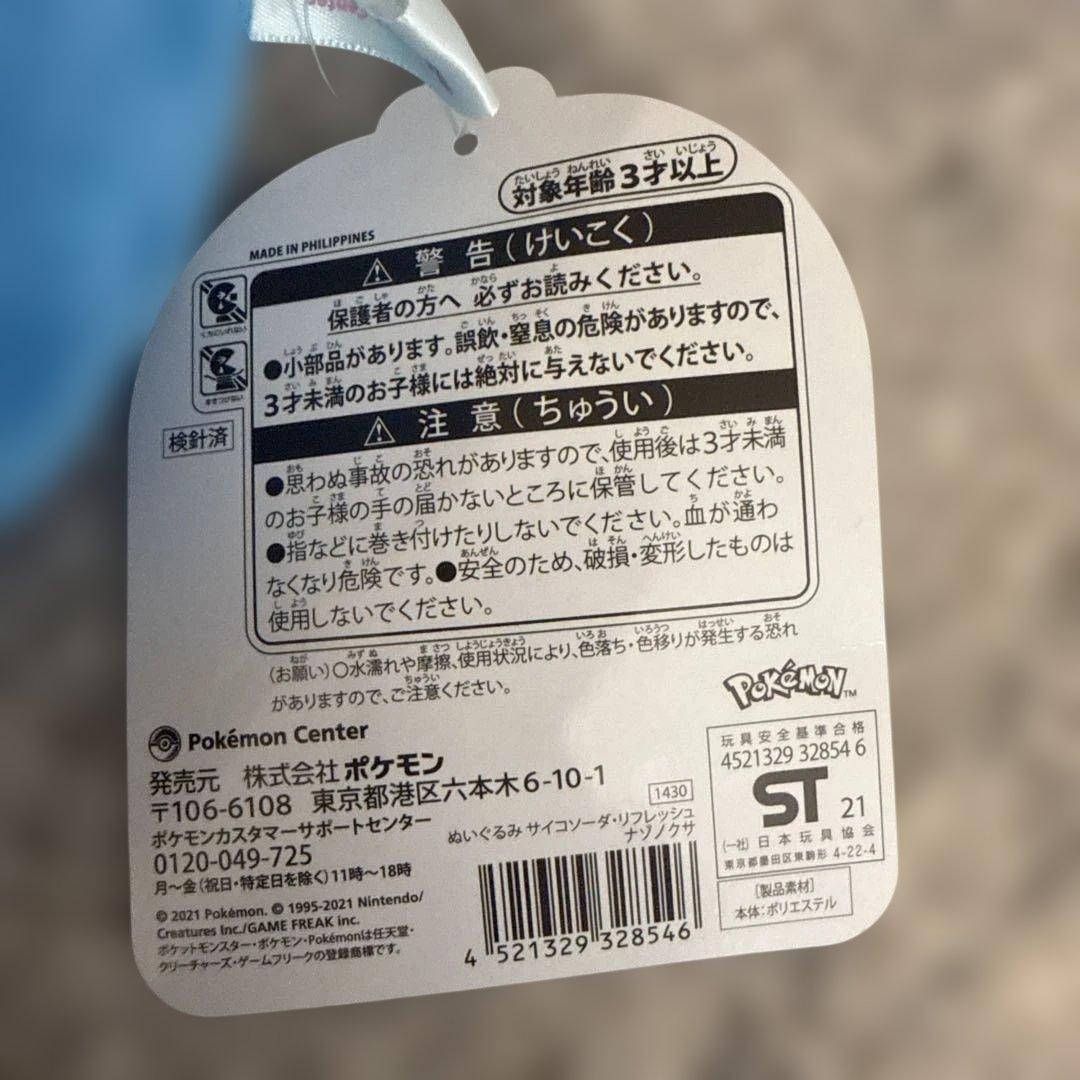 対象年齢3才以上
MADE IN PHILIPPINES
⚠ 警告(けいこく)
保護者の方へ 必ずお読みください。
●小部品があります。誤飲・窒息の危険がありますので、
3才未満のお子様には絶対に与えないでください。
くちにいれない
⚠ 注意(ちゅうい)
検針済
●思わぬ事故の恐れがありますので、使用後は3才未満
のお子様の手の届かないところに保管してください。
●指などに巻き付けたりしないでください。血が通わ
なくなり危険です。●安全のため、破損・変形したものは
使用しないでください。
(お願い)○水濡れや摩擦、使用状況により、色落ち・色移りが発生する恐れ
がありますので、ご注意ください。
POKéMON™
Pokémon Center
発売元 株式会社ポケモン
〒106-6108 東京都港区六本木6-10-1
ポケモンカスタマーサポートセンター
0120-049-725
月〜金(祝日・特定日を除く)11時〜18時
© 2021 Pokémon. © 1995-2021 Nintendo/
Creatures Inc./GAME FREAK inc.
ポケットモンスター・ポケモン・Pokémonは任天堂・
クリーチャーズ・ゲームフリークの登録商標です。
1430
ぬいぐるみ サイコソーダ・リフレッシュ
ナゾノクサ
4 521329 328546
玩具安全基準合格
4521329 32854 6
ST 21
(一社)日本玩具協会
東京都墨田区東駒形 4-22-4
[製品素材]
本体:ポリエステル